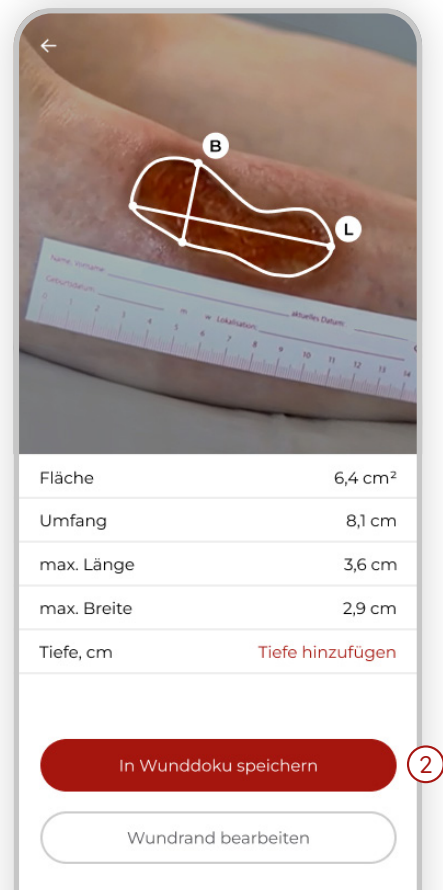 B
L
Name, Vorname:
Geburtsdatum:
m w Lokalisation:
aktuelles Datum:
0 1 2 3 4 5 6 7 8 9 10 11 12 13 14
Fläche 6,4 cm²
Umfang 8,1 cm
max. Länge 3,6 cm
max. Breite 2,9 cm
Tiefe, cm Tiefe hinzufügen
In Wunddoku speichern 2
Wundrand bearbeiten